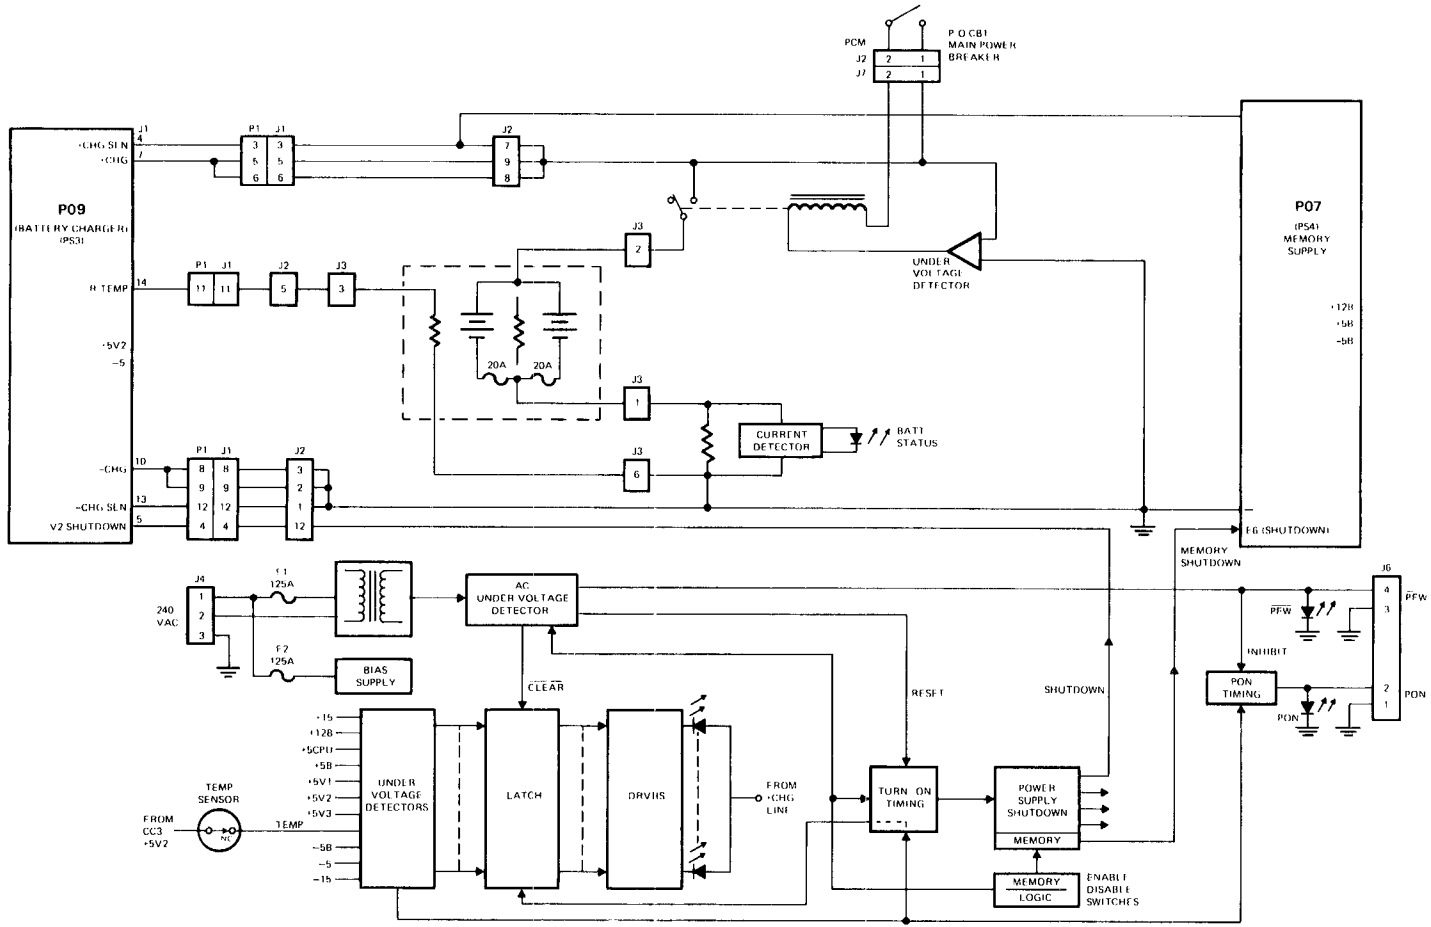 P O CB1
MAIN POWER
BREAKER
PCM
J2 2 1
J7 2 1
J1
4
+CHG SEN
7
+CHG
P1 J1
3 3
5 5
6 6
J2
7
9
8
P09
(BATTERY CHARGER)
(PS3)
P07
(PS4)
MEMORY
SUPPLY
J3
2
UNDER
VOLTAGE
DETECTOR
R TEMP
14
P1 J1
11 11
J2
5
J3
3
+12B
+5B
-5B
+5V2
-5
20A 20A
J3
1
CURRENT
DETECTOR
BATT
STATUS
J3
6
-CHG
10
P1 J1
8 8
9 9
12 12
4 4
J2
3
2
1
12
-CHG SEN
13
V2 SHUTDOWN
5
E6 (SHUTDOWN)
MEMORY
SHUTDOWN
J4
1
2
3
240
VAC
F1
125A
F2
125A
BIAS
SUPPLY
AC
UNDER VOLTAGE
DETECTOR
CLEAR
RESET
SHUTDOWN
INHIBIT
PON
TIMING
PFW
PON
J6
4
3
2
1
PFW
PON
+15
+12B
+5CPU
+5B
+5V1
+5V2
+5V3
TEMP
-5B
-5
-15
TEMP
SENSOR
FROM
CC3
+5V2
NC
UNDER
VOLTAGE
DETECTORS
LATCH
DRVRS
FROM
+CHG
LINE
TURN ON
TIMING
POWER
SUPPLY
SHUTDOWN
MEMORY
MEMORY
LOGIC
ENABLE
DISABLE
SWITCHES